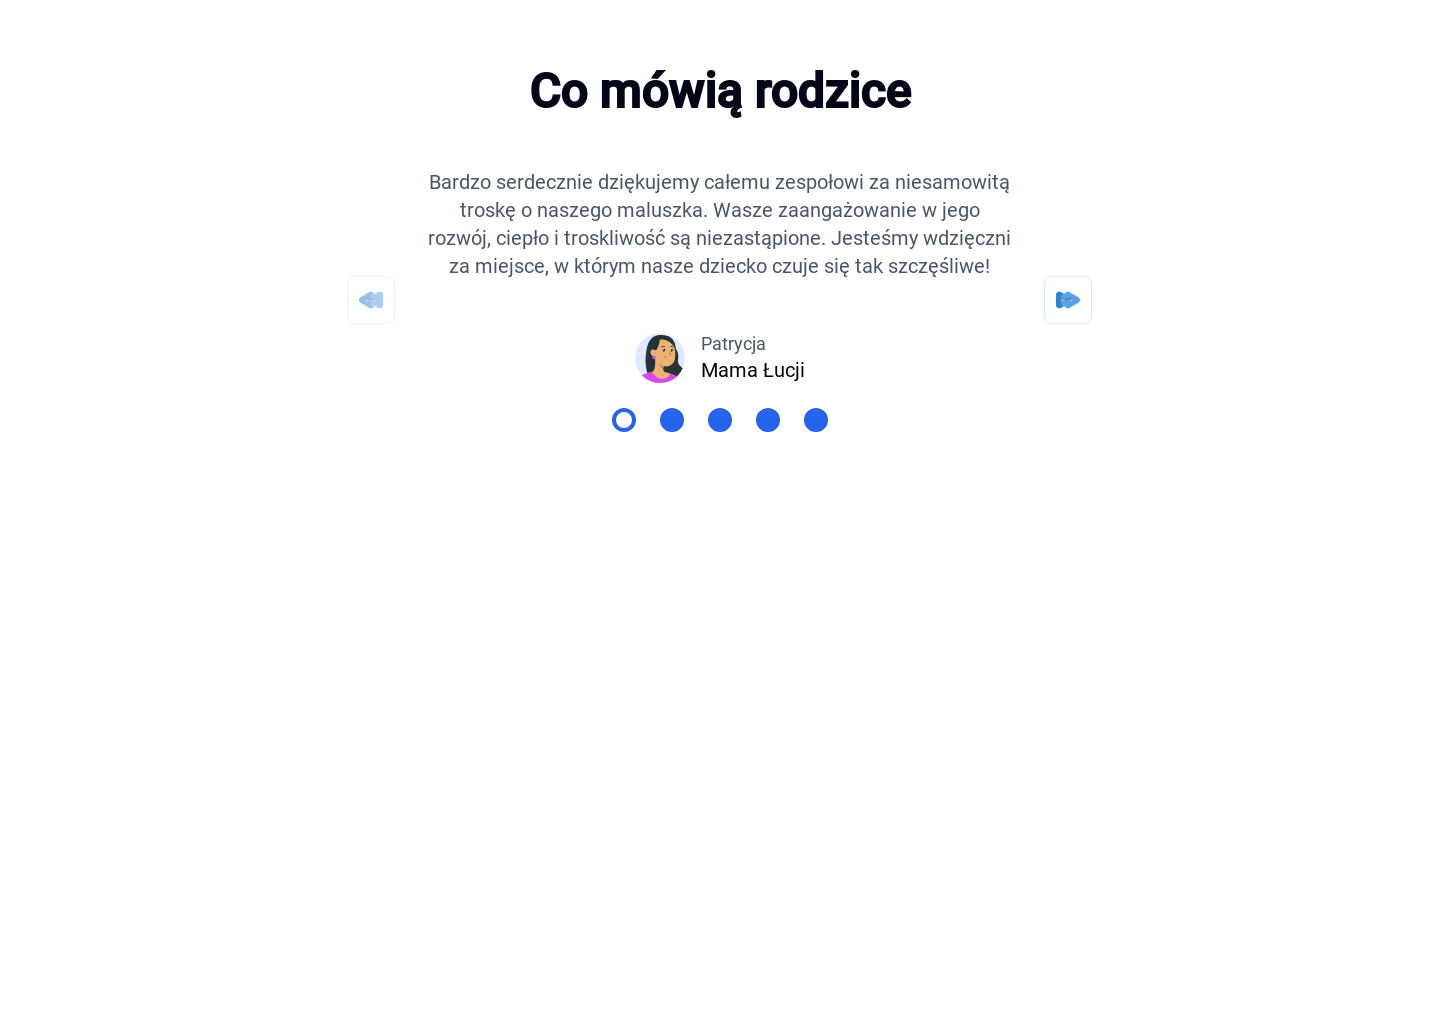 Co mówią rodzice
Bardzo serdecznie dziękujemy całemu zespołowi za niesamowitą
troskę o naszego maluszka. Wasze zaangażowanie w jego
rozwój, ciepło i troskliwość są niezastąpione. Jesteśmy wdzięczni
za miejsce, w którym nasze dziecko czuje się tak szczęśliwe!
Patrycja
Mama Łucji